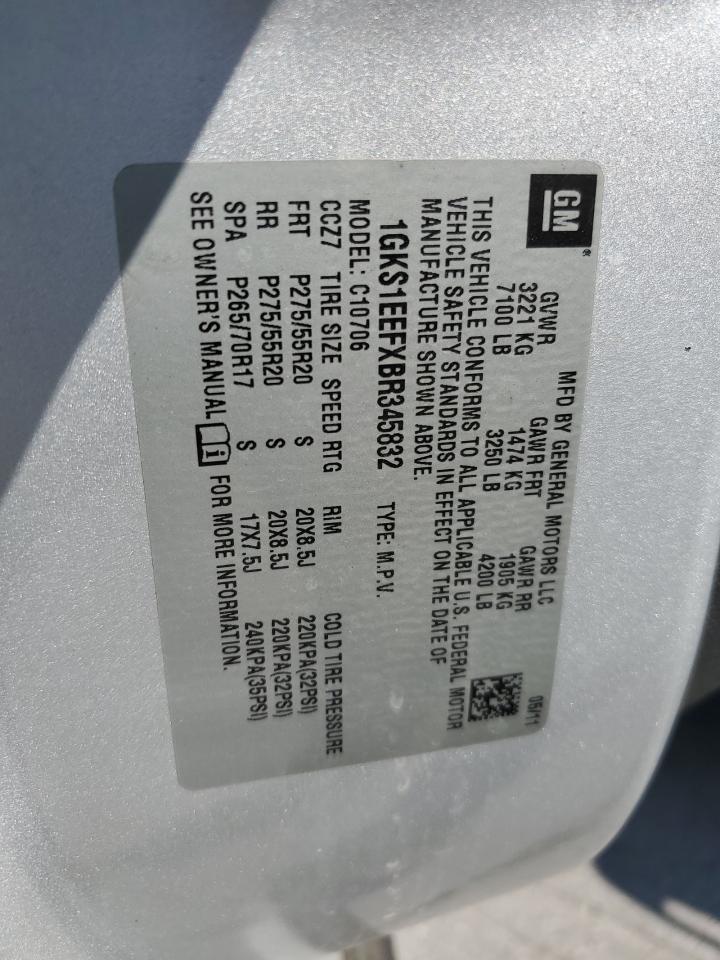 GM®
MFD BY GENERAL MOTORS LLC 05/11
GVWR GAWR FRT GAWR RR
3221 KG 1474 KG 1905 KG
7100 LB 3250 LB 4200 LB
THIS VEHICLE CONFORMS TO ALL APPLICABLE U.S. FEDERAL MOTOR
VEHICLE SAFETY STANDARDS IN EFFECT ON THE DATE OF
MANUFACTURE SHOWN ABOVE.
1GKS1EEFXBR345832 TYPE: M.P.V.
MODEL: C10706
CCZ7 TIRE SIZE SPEED RTG RIM COLD TIRE PRESSURE
FRT P275/55R20 S 20X8.5J 220KPA(32PSI)
RR P275/55R20 S 20X8.5J 220KPA(32PSI)
SPA P265/70R17 S 17X7.5J 240KPA(35PSI)
SEE OWNER'S MANUAL i FOR MORE INFORMATION.